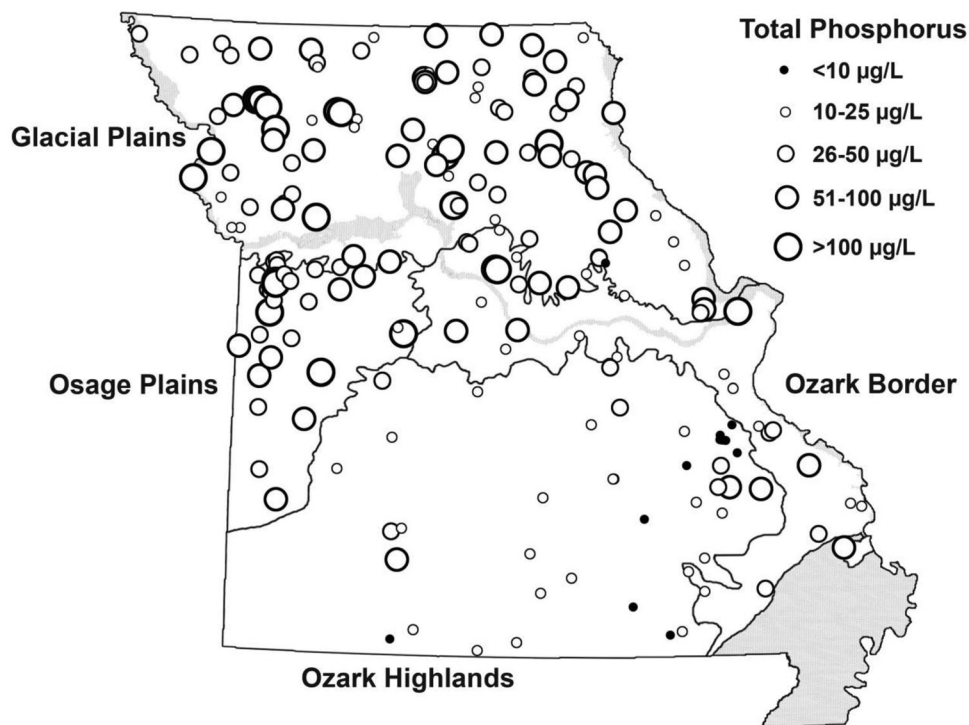 Total Phosphorus
<10 µg/L
10-25 µg/L
26-50 µg/L
51-100 µg/L
>100 µg/L
Glacial Plains
Osage Plains
Ozark Border
Ozark Highlands